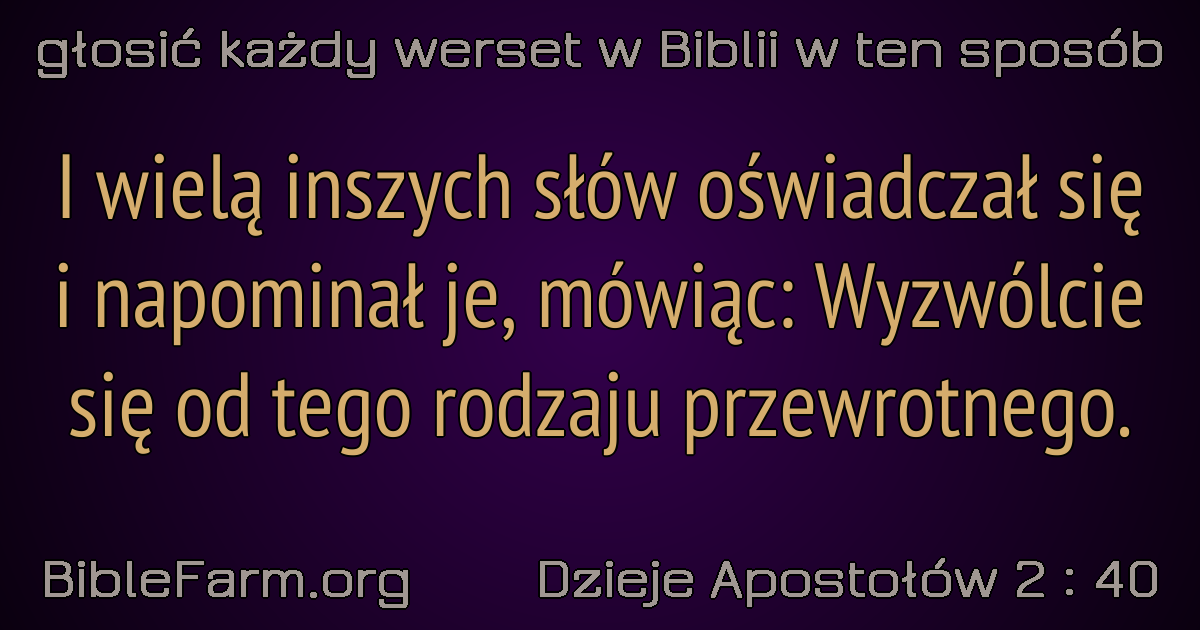 głosić każdy werset w Biblii w ten sposób
I wielą inszych słów oświadczał się
i napominał je, mówiąc: Wyzwólcie
się od tego rodzaju przewrotnego.
BibleFarm.org
Dzieje Apostołów 2 : 40